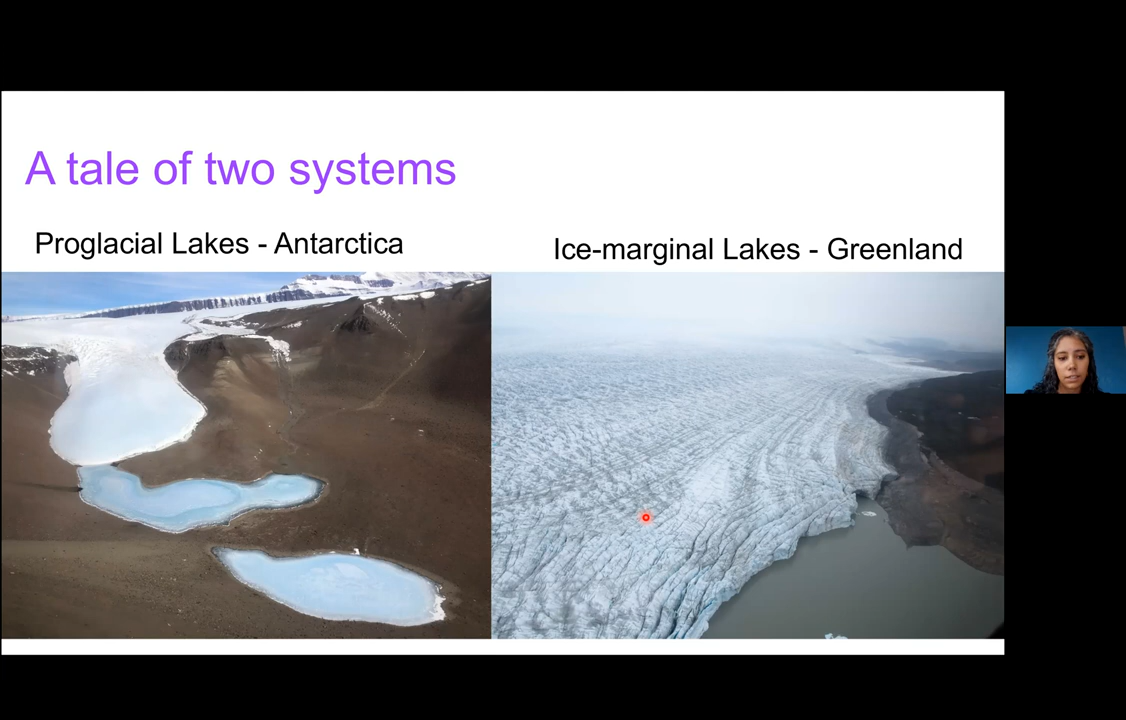 A tale of two systems
Proglacial Lakes - Antarctica
Ice-marginal Lakes - Greenland